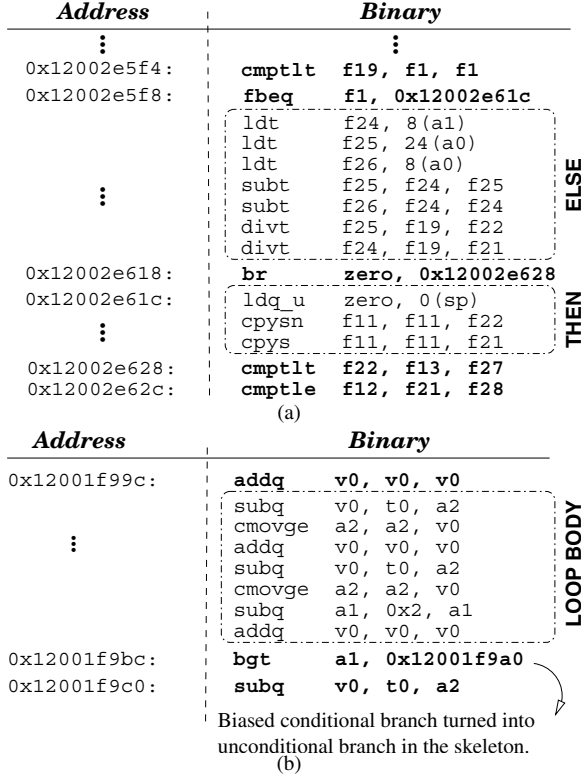 Address Binary
⋮ ⋮
0x12002e5f4: cmptlt f19, f1, f1
0x12002e5f8: fbeq f1, 0x12002e61c
ldt f24, 8(a1)
ldt f25, 24(a0)
ldt f26, 8(a0)
subt f25, f24, f25
⋮ subt f26, f24, f24
divt f25, f19, f22
divt f24, f19, f21
ELSE
0x12002e618: br zero, 0x12002e628
0x12002e61c: ldq_u zero, 0(sp)
⋮ cpysn f11, f11, f22
cpys f11, f11, f21
THEN
0x12002e628: cmptlt f22, f13, f27
0x12002e62c: cmptle f12, f21, f28
(a)
Address Binary
0x12001f99c: addq v0, v0, v0
subq v0, t0, a2
cmovge a2, a2, v0
⋮ addq v0, v0, v0
subq v0, t0, a2
cmovge a2, a2, v0
subq a1, 0x2, a1
addq v0, v0, v0
LOOP BODY
0x12001f9bc: bgt a1, 0x12001f9a0
0x12001f9c0: subq v0, t0, a2
Biased conditional branch turned into
unconditional branch in the skeleton.
(b)